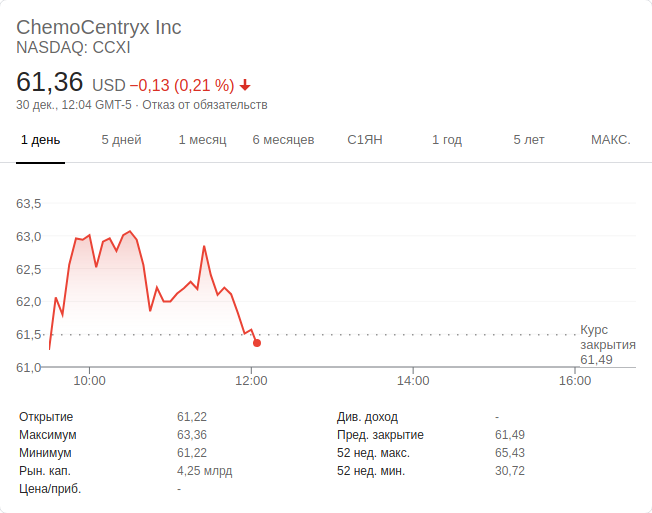 ChemoCentryx Inc
NASDAQ: CCXI
61,36 USD −0,13 (0,21 %)
30 дек., 12:04 GMT-5 · Отказ от обязательств
1 день 5 дней 1 месяц 6 месяцев С1ЯН 1 год 5 лет МАКС.
63,5
63,0
62,5
62,0
61,5
61,0
Курс
закрытия
61,49
10:00 12:00 14:00 16:00
Открытие 61,22 Див. доход -
Максимум 63,36 Пред. закрытие 61,49
Минимум 61,22 52 нед. макс. 65,43
Рын. кап. 4,25 млрд 52 нед. мин. 30,72
Цена/приб. -